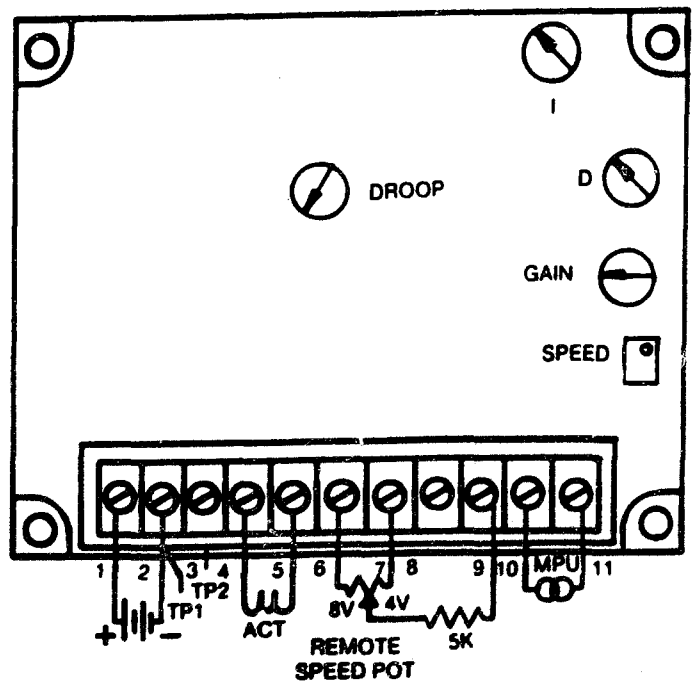 I
DROOP
D
GAIN
SPEED
1 2 3 4 5 6 7 8 9 10 MPU 11
TP1 TP2
+ − ACT 8V 4V 5K
REMOTE
SPEED POT